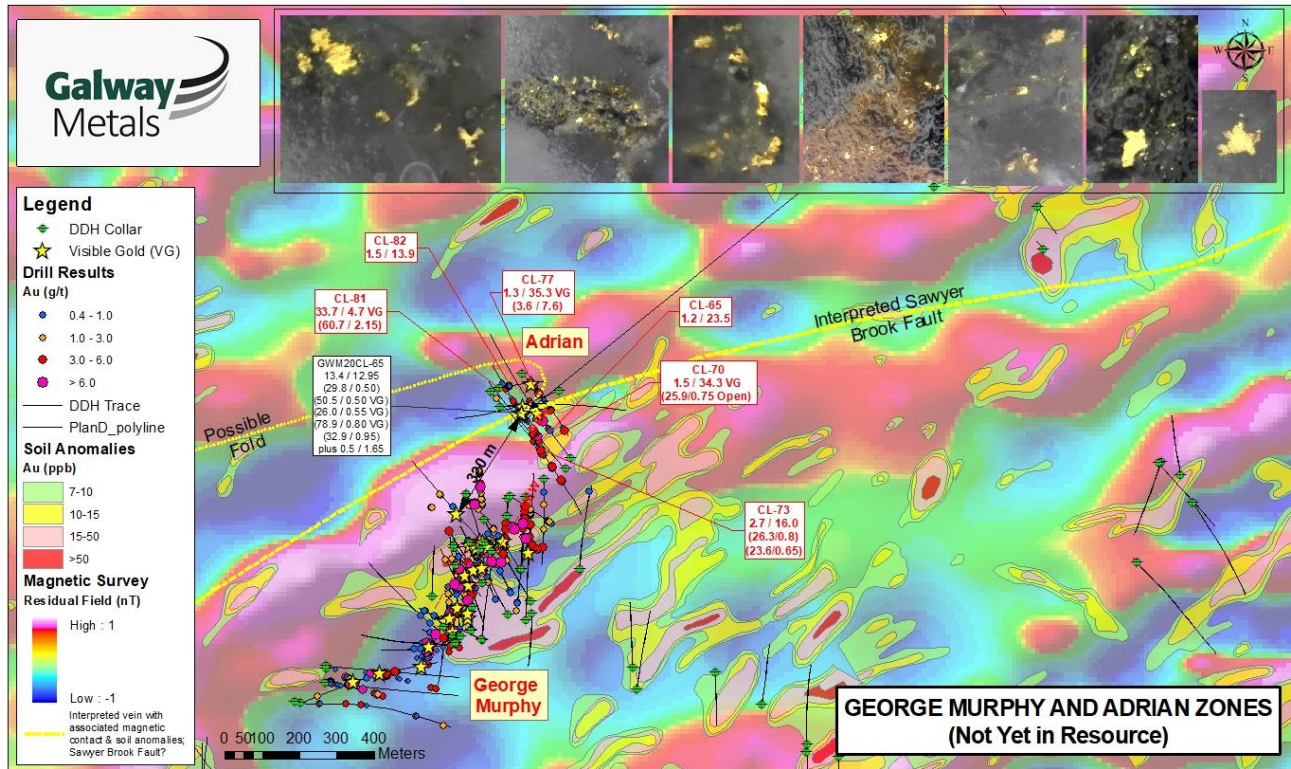 Galway
Metals
N
W E
S
Legend
DDH Collar
Visible Gold (VG)
Drill Results
Au (g/t)
0.4 - 1.0
1.0 - 3.0
3.0 - 6.0
> 6.0
DDH Trace
PlanD_polyline
Soil Anomalies
Au (ppb)
7-10
10-15
15-50
>50
Magnetic Survey
Residual Field (nT)
High : 1
Low : -1
Interpreted vein with
associated magnetic
contact & soil anomalies;
Sawyer Brook Fault?
CL-82
1.5 / 13.9
CL-77
1.3 / 35.3 VG
(3.6 / 7.6)
CL-81
33.7 / 4.7 VG
(60.7 / 2.15)
CL-65
1.2 / 23.5
Adrian
Interpreted Sawyer
Brook Fault
GWM20CL-65
13.4 / 12.95
(29.8 / 0.50)
(50.5 / 0.50 VG)
(26.0 / 0.55 VG)
(78.9 / 0.80 VG)
(32.9 / 0.95)
plus 0.5 / 1.65
CL-70
1.5 / 34.3 VG
(25.9/0.75 Open)
Possible
Fold
330 m
CL-73
2.7 / 16.0
(26.3/0.8)
(23.6/0.65)
George
Murphy
0 50 100 200 300 400
Meters
GEORGE MURPHY AND ADRIAN ZONES
(Not Yet in Resource)